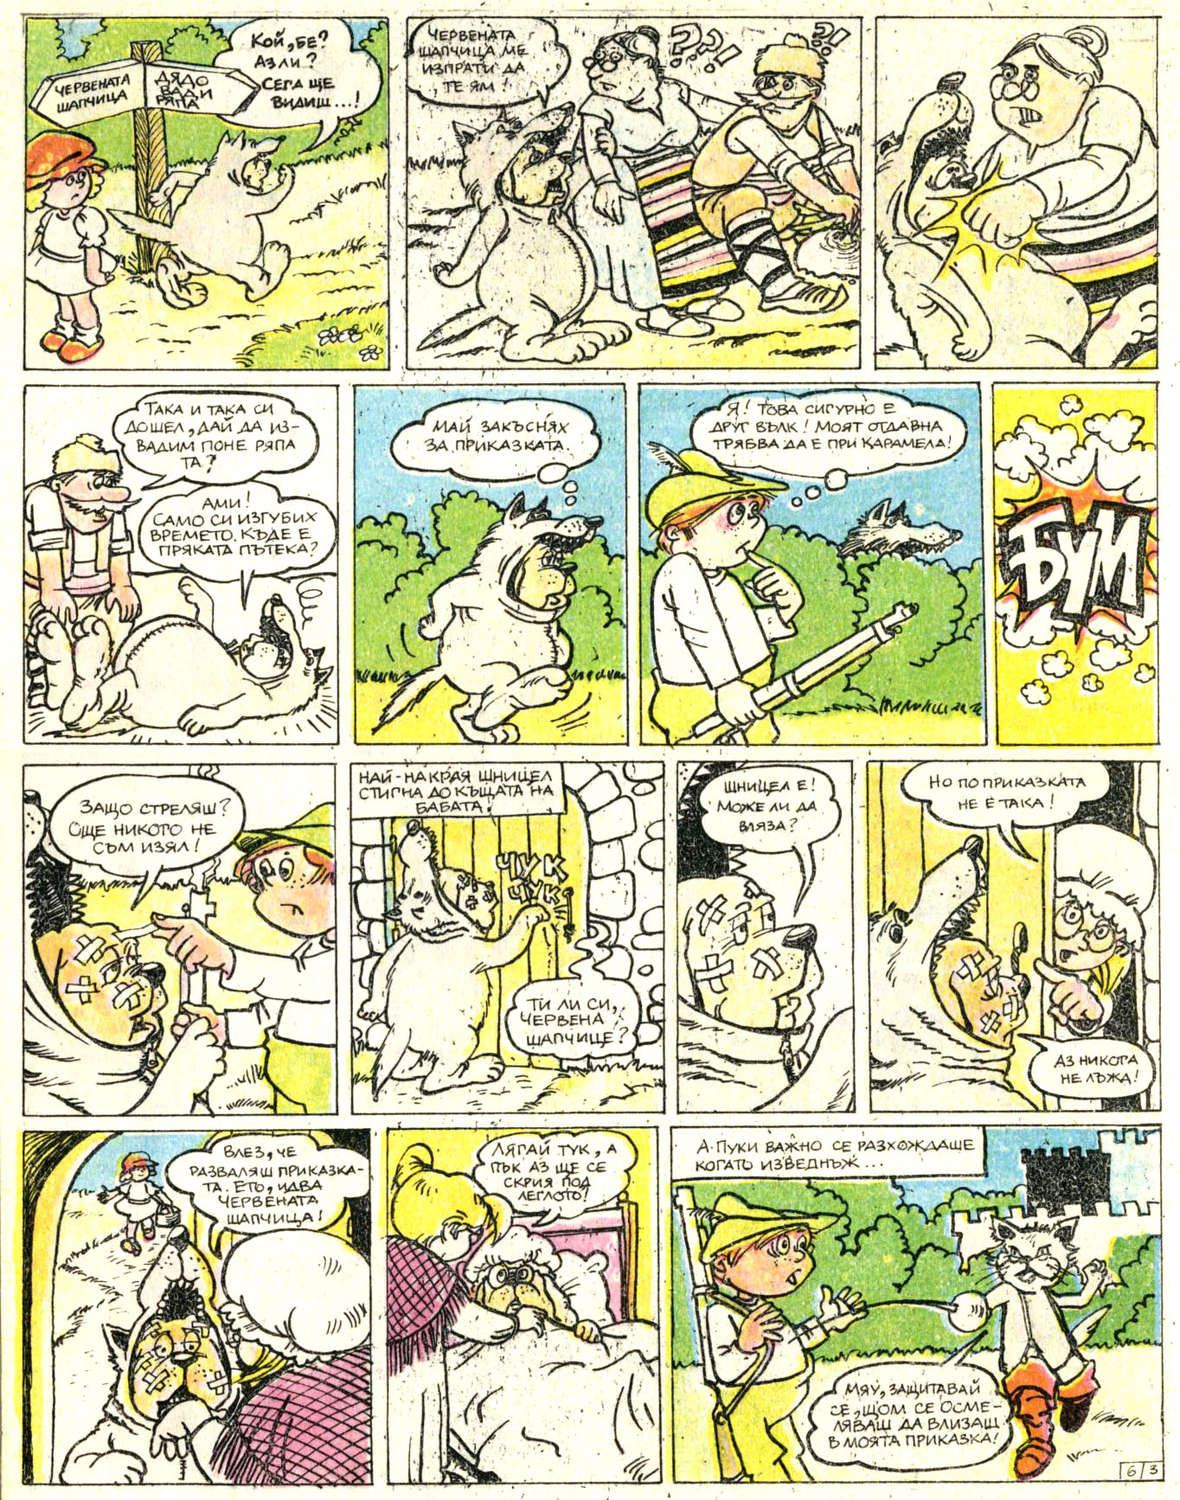 ЧЕРВЕНАТА
ШАПЧИЦА
ДЯДО
ВАДИ
РЯПА
КОЙ, БЕ?
АЗ ЛИ?
СЕГА ЩЕ
ВИДИШ...!
ЧЕРВЕНАТА
ШАПЧИЦА МЕ
ИЗПРАТИ ДА
ТЕ ЯМ!
???!
?!
ТАКА И ТАКА СИ
ДОШЕЛ, ДАЙ ДА ИЗ-
ВАДИМ ПОНЕ РЯПА
ТА?
АМИ!
САМО СИ ИЗГУБИХ
ВРЕМЕТО. КЪДЕ Е
ПРЯКАТА ПЪТЕКА?
МАЙ ЗАКЪСНЯХ
ЗА ПРИКАЗКАТА.
Я! ТОВА СИГУРНО Е
ДРУГ ВЪЛК! МОЯТ ОТДАВНА
ТРЯБВА ДА Е ПРИ КАРАМЕЛА!
БУМ
ЗАЩО СТРЕЛЯШ?
ОЩЕ НИКОГО НЕ
СЪМ ИЗЯЛ!
НАЙ-НАКРАЯ ШНИЦЕЛ
СТИГНА ДО КЪЩАТА НА
БАБАТА!
ЧУК
ЧУК
ТИ ЛИ СИ,
ЧЕРВЕНА
ШАПЧИЦЕ?
ШНИЦЕЛ Е!
МОЖЕ ЛИ ДА
ВЛЯЗА?
НО ПО ПРИКАЗКАТА
НЕ Е ТАКА!
АЗ НИКОГА
НЕ ЛЪЖА!
ВЛЕЗ, ЧЕ
РАЗВАЛЯШ ПРИКАЗКА-
ТА. ЕТО, ИДВА
ЧЕРВЕНАТА
ШАПЧИЦА!
ЛЯГАЙ ТУК, А
ПЪК АЗ ЩЕ СЕ
СКРИЯ ПОД
ЛЕГЛОТО!
А ПУКИ ВАЖНО СЕ РАЗХОЖДАШЕ
КОГАТО ИЗВЕДНЪЖ...
МЯУ, ЗАЩИТАВАЙ
СЕ, ЩОМ СЕ ОСМЕ-
ЛЯВАШ ДА ВЛИЗАШ
В МОЯТА ПРИКАЗКА!
6/3